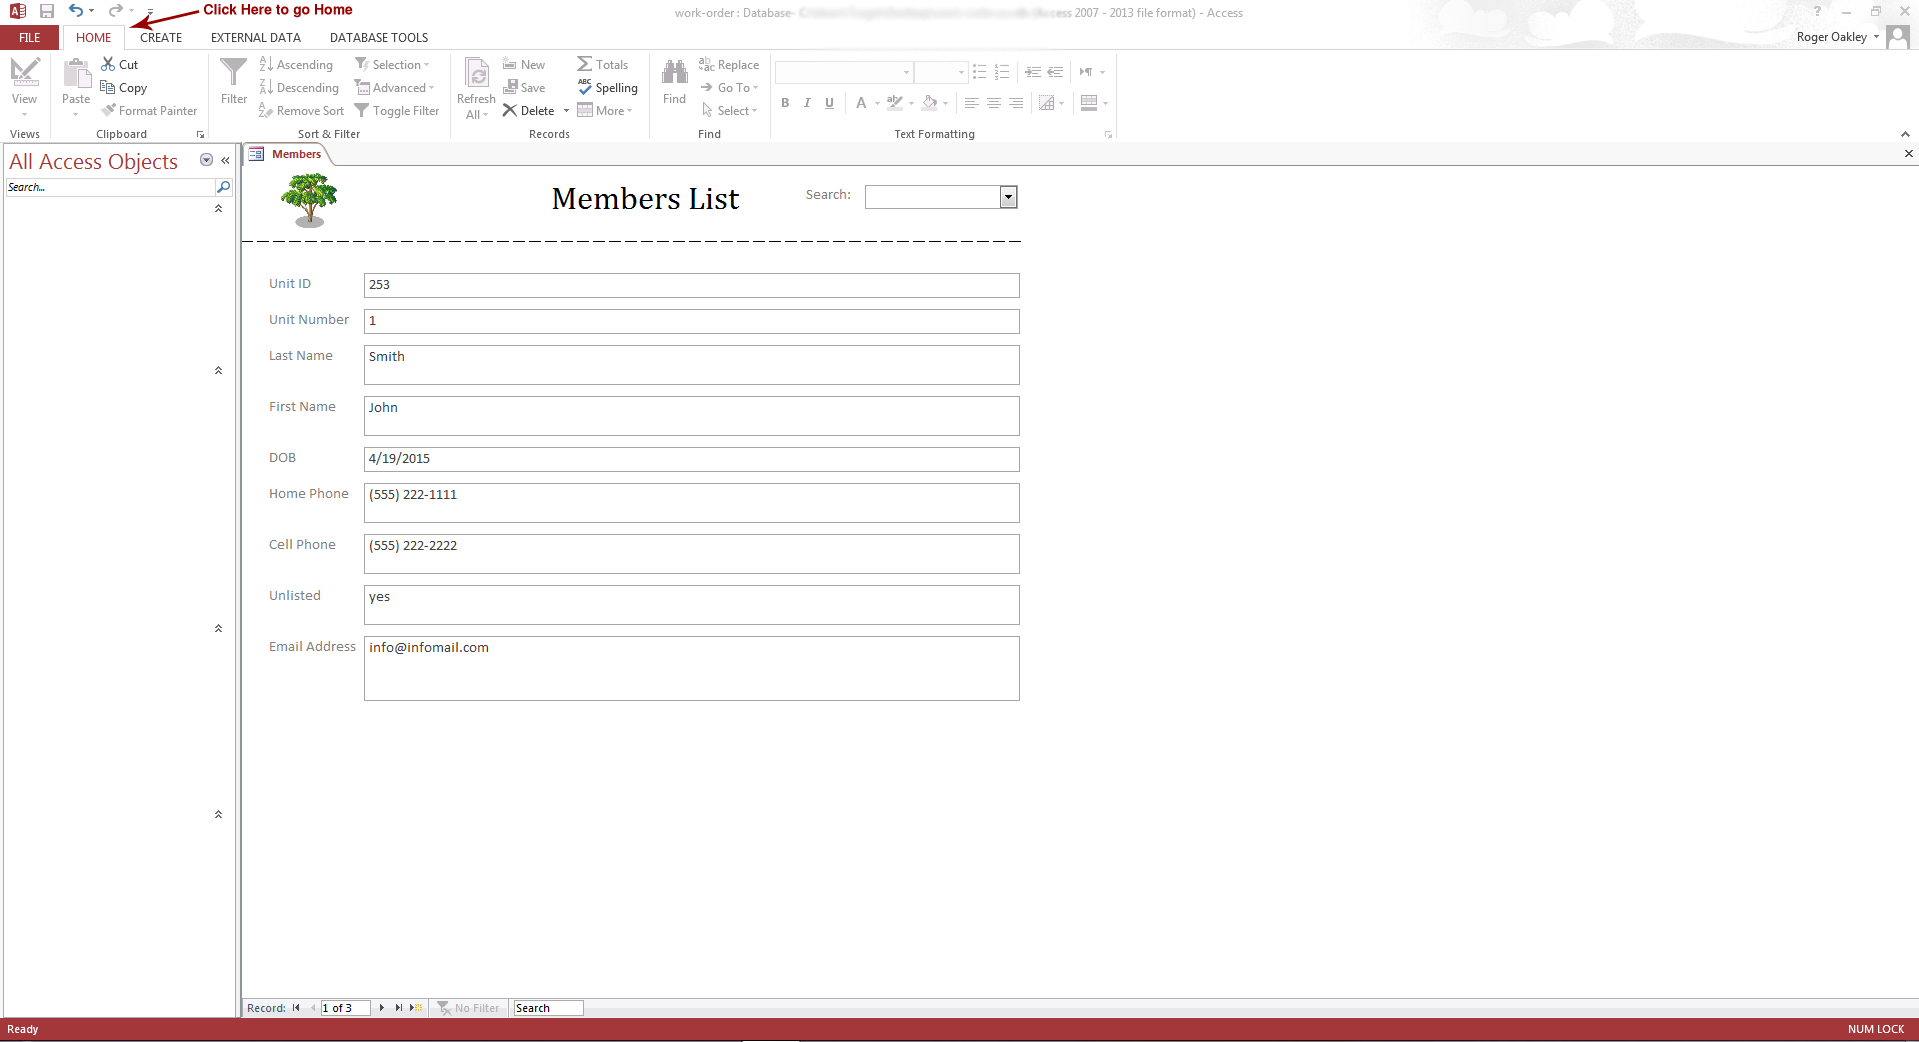 Click Here to go Home
work-order : Database- (Access 2007 - 2013 file format) - Access
FILE HOME CREATE EXTERNAL DATA DATABASE TOOLS
Roger Oakley
View
Views
Paste
Cut
Copy
Format Painter
Clipboard
Filter
Ascending
Descending
Remove Sort
Selection
Advanced
Toggle Filter
Sort & Filter
Refresh
All
New
Save
Delete
Totals
Spelling
More
Records
Find
Replace
Go To
Select
Find
B I U A
Text Formatting
All Access Objects
Search...
Members
Members List
Search:
Unit ID 253
Unit Number 1
Last Name Smith
First Name John
DOB 4/19/2015
Home Phone (555) 222-1111
Cell Phone (555) 222-2222
Unlisted yes
Email Address info@infomail.com
Record: 1 of 3 No Filter Search
Ready
NUM LOCK